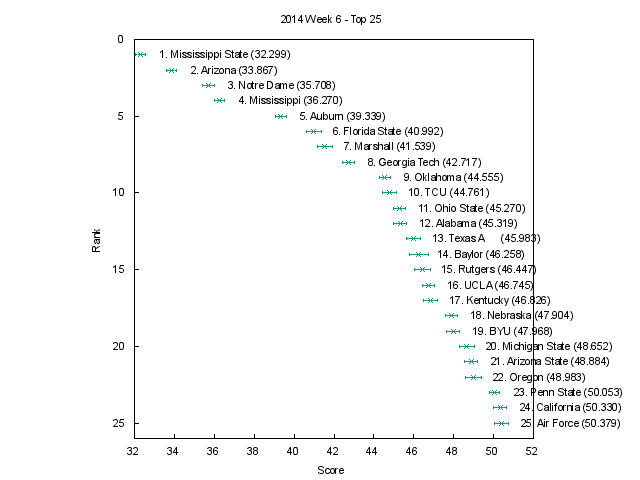 2014 Week 6 - Top 25
0
1. Mississippi State (32.299)
2. Arizona (33.867)
3. Notre Dame (35.708)
4. Mississippi (36.270)
5
5. Auburn (39.339)
6. Florida State (40.992)
7. Marshall (41.539)
8. Georgia Tech (42.717)
9. Oklahoma (44.555)
10
10. TCU (44.761)
11. Ohio State (45.270)
12. Alabama (45.319)
13. Texas A (45.983)
Rank
14. Baylor (46.258)
15
15. Rutgers (46.447)
16. UCLA (46.745)
17. Kentucky (46.826)
18. Nebraska (47.904)
19. BYU (47.968)
20
20. Michigan State (48.652)
21. Arizona State (48.884)
22. Oregon (48.983)
23. Penn State (50.053)
24. California (50.330)
25
25. Air Force (50.379)
32 34 36 38 40 42 44 46 48 50 52
Score